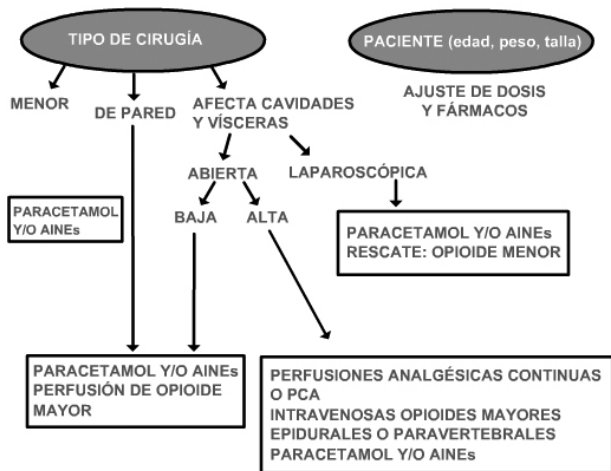 TIPO DE CIRUGÍA
PACIENTE (edad, peso, talla)
MENOR
DE PARED
AFECTA CAVIDADES
Y VÍSCERAS
AJUSTE DE DOSIS
Y FÁRMACOS
ABIERTA
LAPAROSCÓPICA
PARACETAMOL
Y/O AINEs
BAJA
ALTA
PARACETAMOL Y/O AINEs
RESCATE: OPIOIDE MENOR
PARACETAMOL Y/O AINEs
PERFUSIÓN DE OPIOIDE
MAYOR
PERFUSIONES ANALGÉSICAS CONTINUAS
O PCA
INTRAVENOSAS OPIOIDES MAYORES
EPIDURALES O PARAVERTEBRALES
PARACETAMOL Y/O AINEs